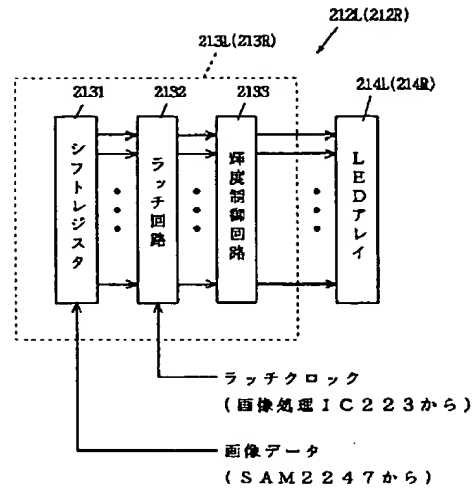 212L(212R)
213L(213R)
2131
2132
2133
214L(214R)
シフトレジスタ
ラッチ回路
輝度制御回路
LEDアレイ
ラッチクロック
(画像処理IC223から)
画像データ
(SAM2247から)